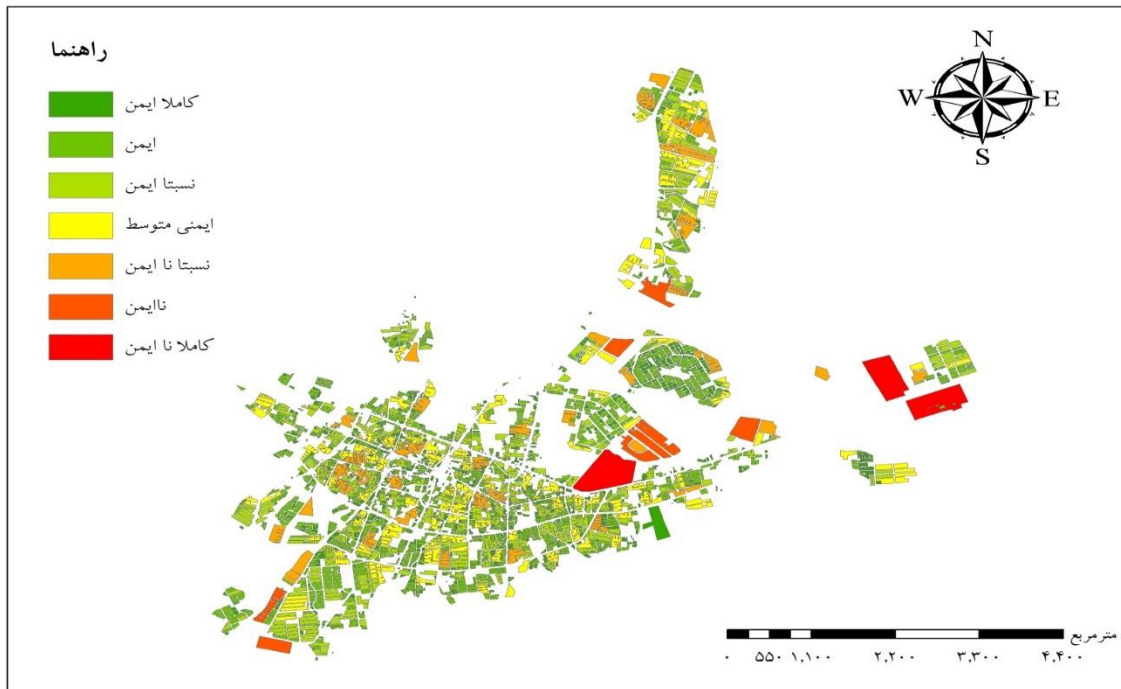 راهنما
کاملا ایمن
ایمن
نسبتا ایمن
ایمنی متوسط
نسبتا نا ایمن
ناایمن
کاملا نا ایمن
N
W E
S
مترمربع
۰ ۵۵۰ ۱,۱۰۰ ۲,۲۰۰ ۳,۳۰۰ ۴,۴۰۰